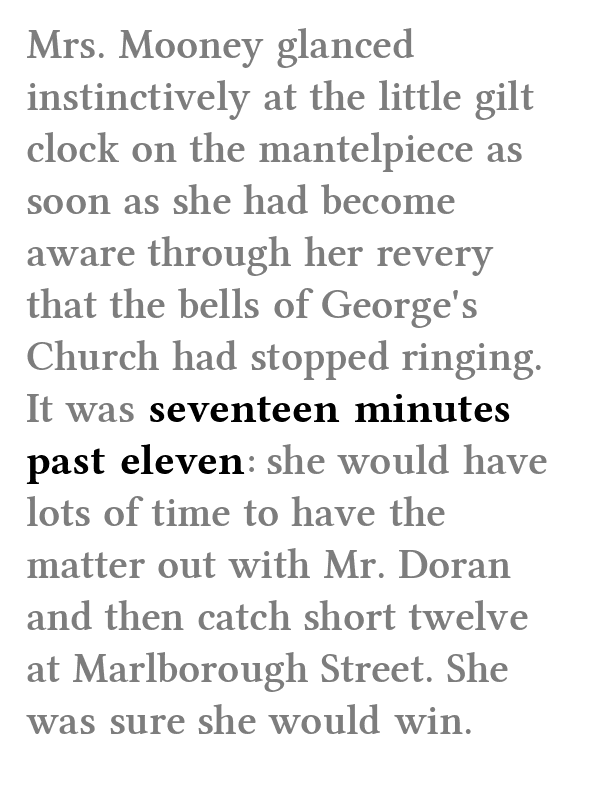 Mrs. Mooney glanced
instinctively at the little gilt
clock on the mantelpiece as
soon as she had become
aware through her revery
that the bells of George's
Church had stopped ringing.
It was seventeen minutes
past eleven: she would have
lots of time to have the
matter out with Mr. Doran
and then catch short twelve
at Marlborough Street. She
was sure she would win.